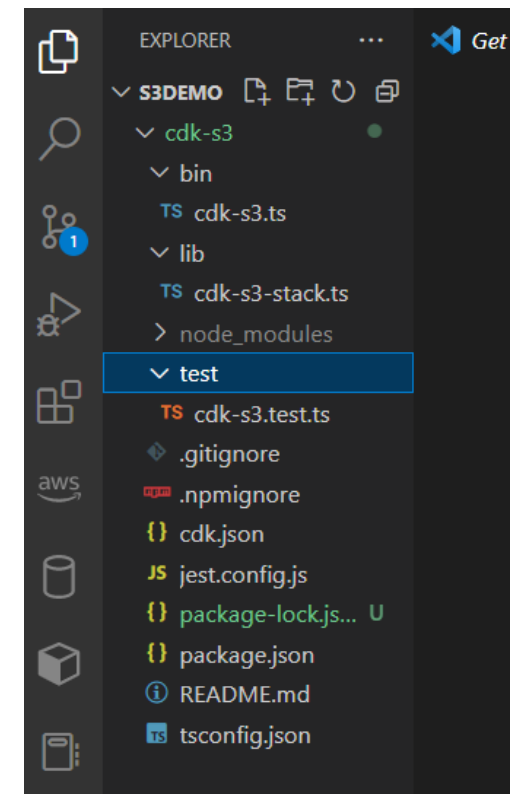 EXPLORER ...
Get
S3DEMO
cdk-s3
bin
TS cdk-s3.ts
lib
TS cdk-s3-stack.ts
node_modules
test
TS cdk-s3.test.ts
.gitignore
npm .npmignore
{} cdk.json
JS jest.config.js
{} package-lock.js... U
{} package.json
README.md
TS tsconfig.json
1
aws